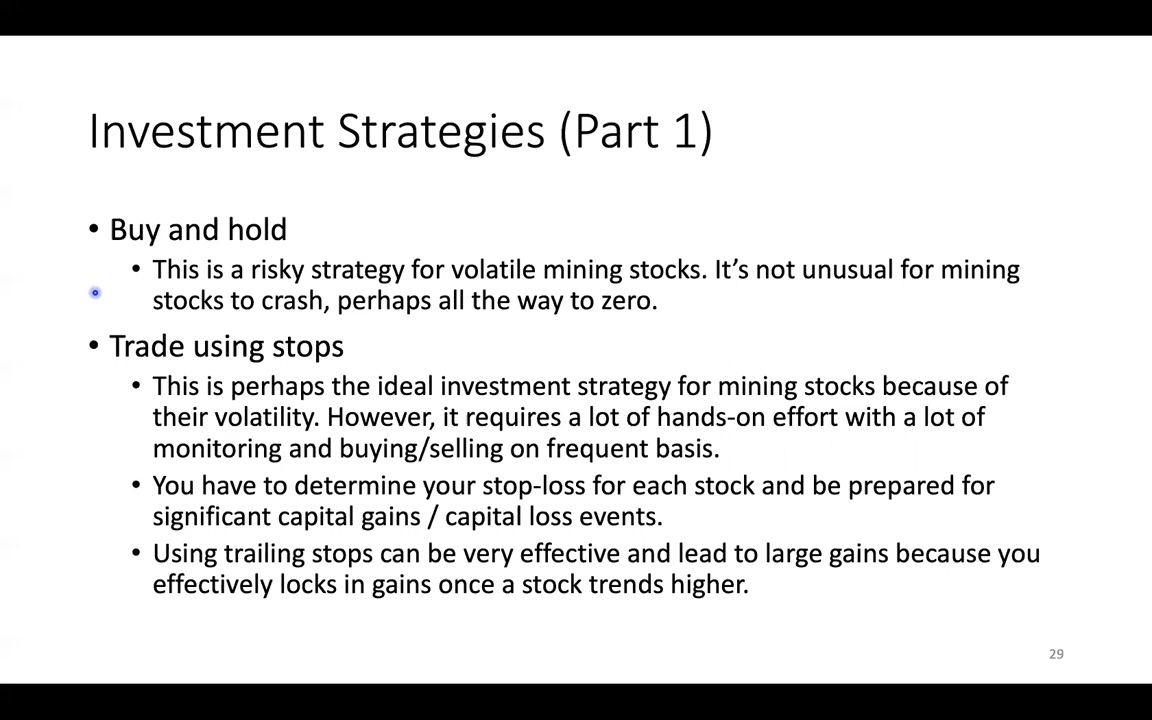 Investment Strategies (Part 1)
• Buy and hold
• This is a risky strategy for volatile mining stocks. It’s not unusual for mining
stocks to crash, perhaps all the way to zero.
• Trade using stops
• This is perhaps the ideal investment strategy for mining stocks because of
their volatility. However, it requires a lot of hands-on effort with a lot of
monitoring and buying/selling on frequent basis.
• You have to determine your stop-loss for each stock and be prepared for
significant capital gains / capital loss events.
• Using trailing stops can be very effective and lead to large gains because you
effectively locks in gains once a stock trends higher.
29